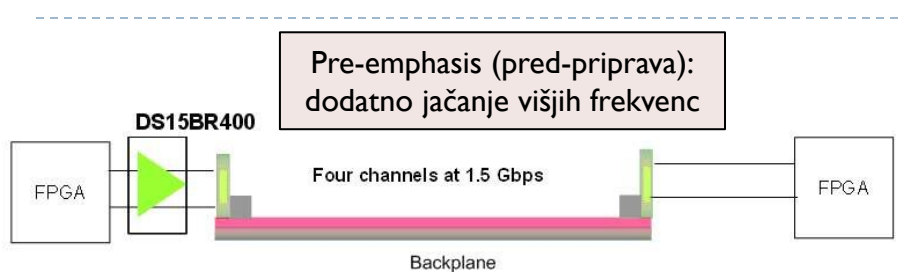 Pre-emphasis (pred-priprava):
dodatno jačanje višjih frekvenc
DS15BR400
FPGA
Four channels at 1.5 Gbps
FPGA
Backplane